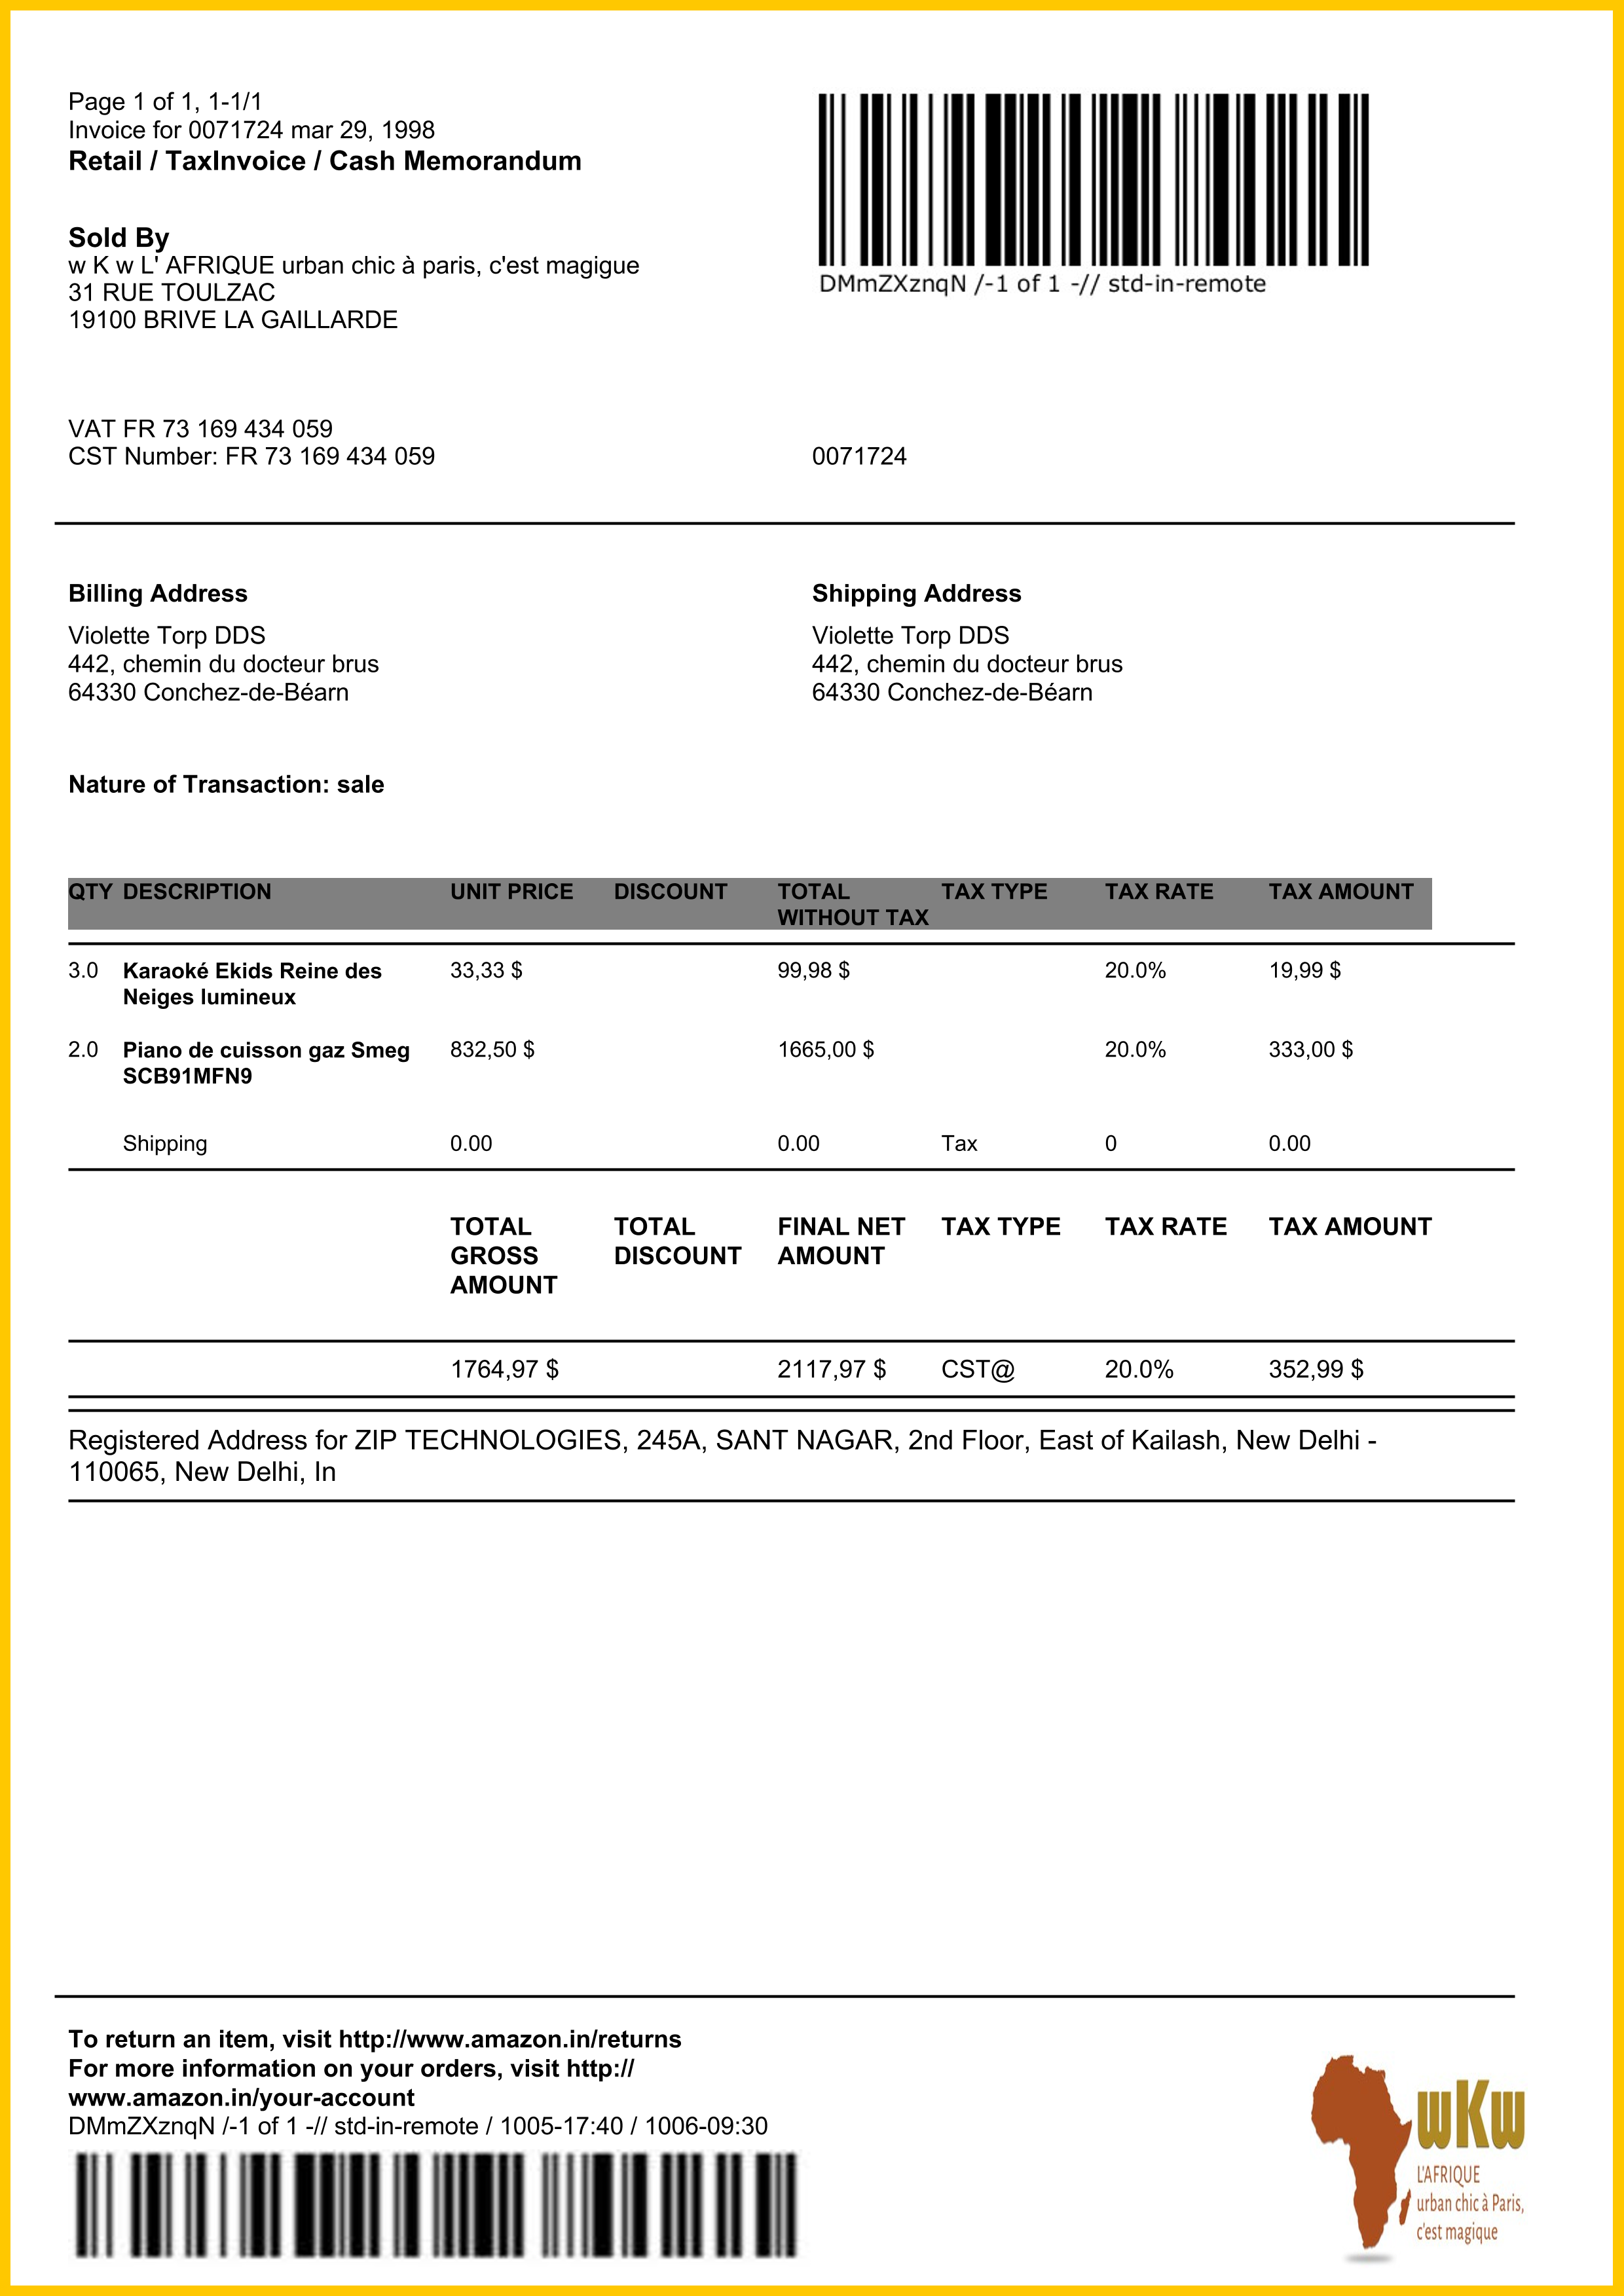 Page 1 of 1, 1-1/1
Invoice for 0071724 mar 29, 1998
Retail / TaxInvoice / Cash Memorandum
DMmZXznqN /-1 of 1 -// std-in-remote
Sold By
w K w L' AFRIQUE urban chic à paris, c'est magigue
31 RUE TOULZAC
19100 BRIVE LA GAILLARDE
VAT FR 73 169 434 059
CST Number: FR 73 169 434 059
0071724
Billing Address
Violette Torp DDS
442, chemin du docteur brus
64330 Conchez-de-Béarn
Shipping Address
Violette Torp DDS
442, chemin du docteur brus
64330 Conchez-de-Béarn
Nature of Transaction: sale
QTY DESCRIPTION UNIT PRICE DISCOUNT TOTAL TAX TYPE TAX RATE TAX AMOUNT
WITHOUT TAX
3.0 Karaoké Ekids Reine des 33,33 $ 99,98 $ 20.0% 19,99 $
Neiges lumineux
2.0 Piano de cuisson gaz Smeg 832,50 $ 1665,00 $ 20.0% 333,00 $
SCB91MFN9
Shipping 0.00 0.00 Tax 0 0.00
TOTAL TOTAL FINAL NET TAX TYPE TAX RATE TAX AMOUNT
GROSS DISCOUNT AMOUNT
AMOUNT
1764,97 $ 2117,97 $ CST@ 20.0% 352,99 $
Registered Address for ZIP TECHNOLOGIES, 245A, SANT NAGAR, 2nd Floor, East of Kailash, New Delhi -
110065, New Delhi, In
To return an item, visit http://www.amazon.in/returns
For more information on your orders, visit http://
www.amazon.in/your-account
DMmZXznqN /-1 of 1 -// std-in-remote / 1005-17:40 / 1006-09:30
wKw
L'AFRIQUE
urban chic à Paris,
c'est magique